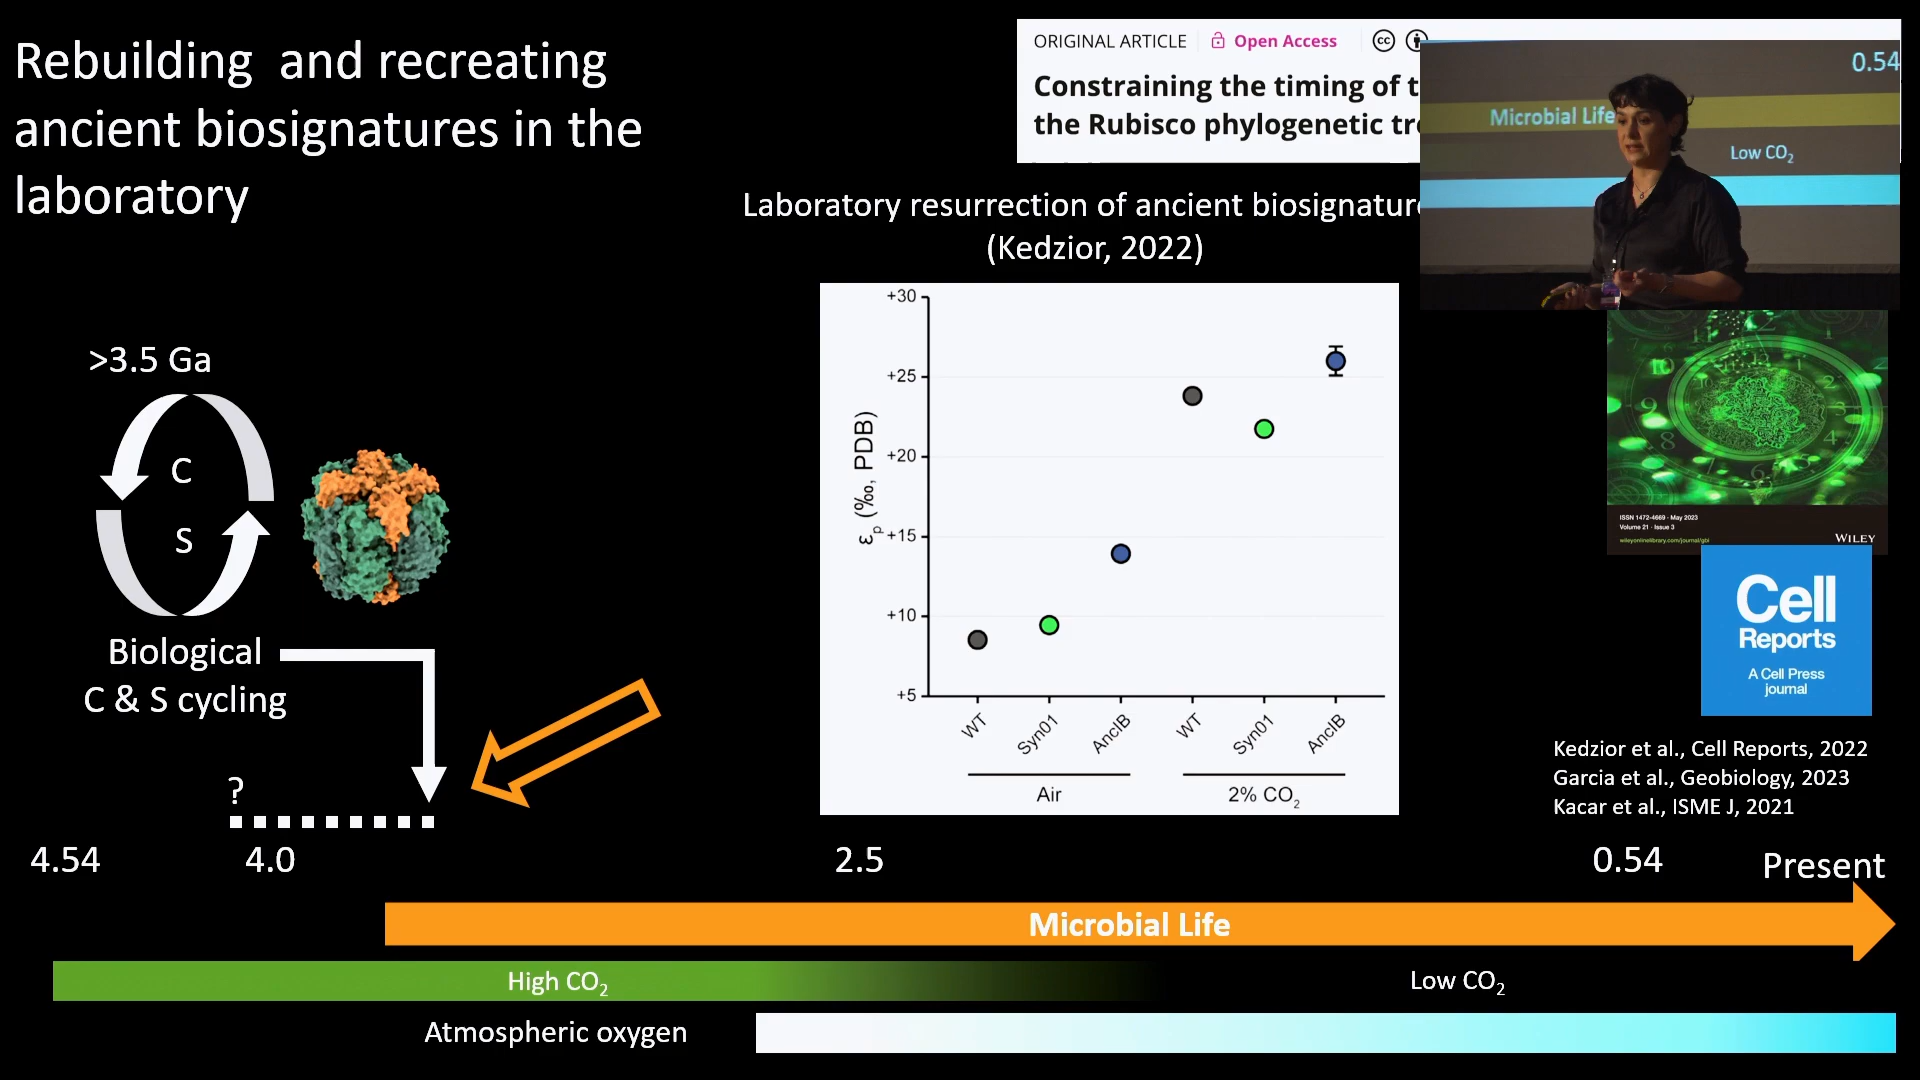 Rebuilding and recreating
ancient biosignatures in the
laboratory
ORIGINAL ARTICLE Open Access
Constraining the timing of
the Rubisco phylogenetic
0.54
Microbial Life
Low CO₂
Laboratory resurrection of ancient
(Kedzior, 2022)
+30
+25
+20
+15
+10
+5
εp (‰, PDB)
WT
Syn01
AncIB
WT
Syn01
AncIB
Air
2% CO₂
>3.5 Ga
C
S
Biological
C & S cycling
?
ISSN 1472-4669 · May 2023
Volume 21 · Issue 3
wileyonlinelibrary.com/journal/gbi
WILEY
Cell
Reports
A Cell Press
journal
Kedzior et al., Cell Reports, 2022
Garcia et al., Geobiology, 2023
Kacar et al., ISME J, 2021
4.54
4.0
2.5
0.54
Present
Microbial Life
High CO₂
Low CO₂
Atmospheric oxygen